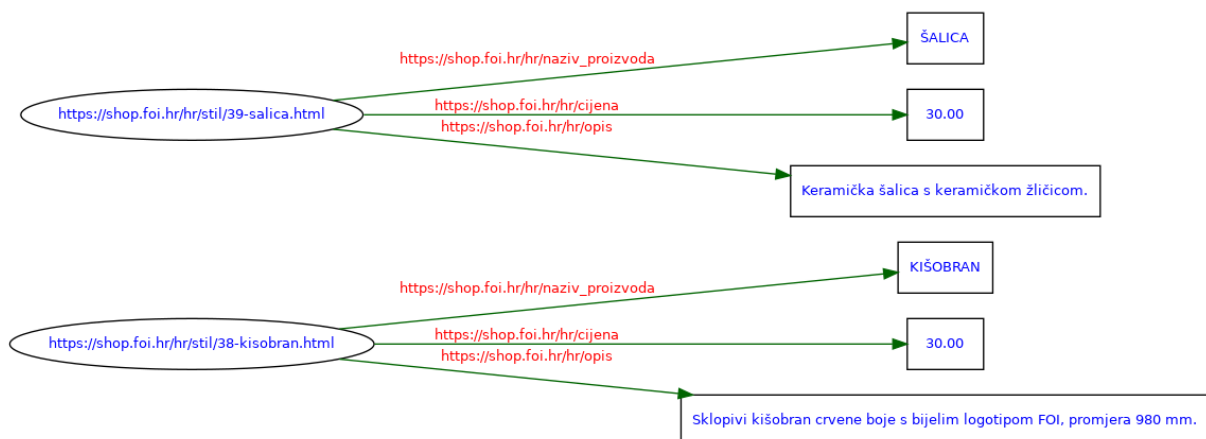 ŠALICA
https://shop.foi.hr/hr/naziv_proizvoda
https://shop.foi.hr/hr/stil/39-salica.html
https://shop.foi.hr/hr/cijena
30.00
https://shop.foi.hr/hr/opis
Keramička šalica s keramičkom žličicom.
KIŠOBRAN
https://shop.foi.hr/hr/naziv_proizvoda
https://shop.foi.hr/hr/stil/38-kisobran.html
https://shop.foi.hr/hr/cijena
30.00
https://shop.foi.hr/hr/opis
Sklopivi kišobran crvene boje s bijelim logotipom FOI, promjera 980 mm.